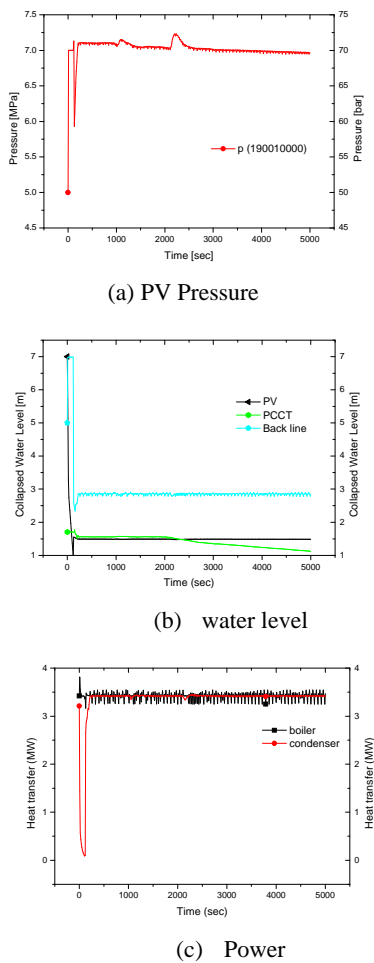 7.5
75
7.0
70
6.5
65
6.0
60
5.5
55
5.0
50
4.5
45
Pressure [MPa]
Pressure [bar]
p (190010000)
0 1000 2000 3000 4000 5000
Time [sec]
(a) PV Pressure
7
7
6
6
5
5
4
4
3
3
2
2
1
1
Collapsed Water Level [m]
Collapsed Water Level [m]
PV
PCCT
Back line
0 1000 2000 3000 4000 5000
Time (sec)
(b) water level
4
4
3
3
2
2
1
1
0
0
Heat transfer (MW)
Heat transfer (MW)
boiler
condenser
0 1000 2000 3000 4000 5000
Time (sec)
(c) Power